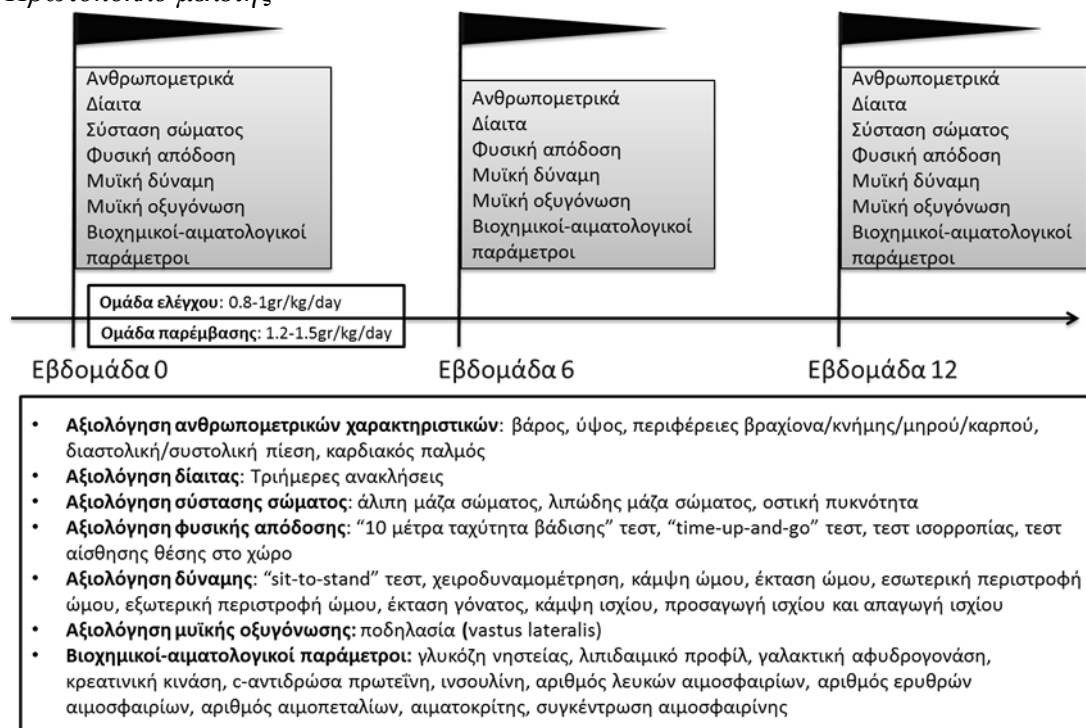 Πρωτόκολλο μελέτης
Ανθρωπομετρικά
Δίαιτα
Σύσταση σώματος
Φυσική απόδοση
Μυϊκή δύναμη
Μυϊκή οξυγόνωση
Βιοχημικοί-αιματολογικοί
παράμετροι
Ανθρωπομετρικά
Δίαιτα
Φυσική απόδοση
Μυϊκή δύναμη
Μυϊκή οξυγόνωση
Βιοχημικοί-αιματολογικοί
παράμετροι
Ανθρωπομετρικά
Δίαιτα
Σύσταση σώματος
Φυσική απόδοση
Μυϊκή δύναμη
Μυϊκή οξυγόνωση
Βιοχημικοί-αιματολογικοί
παράμετροι
Ομάδα ελέγχου: 0.8-1gr/kg/day
Ομάδα παρέμβασης: 1.2-1.5gr/kg/day
Εβδομάδα 0
Εβδομάδα 6
Εβδομάδα 12
• Αξιολόγηση ανθρωπομετρικών χαρακτηριστικών: βάρος, ύψος, περιφέρειες βραχίονα/κνήμης/μηρού/καρπού,
διαστολική/συστολική πίεση, καρδιακός παλμός
• Αξιολόγηση δίαιτας: Τριήμερες ανακλήσεις
• Αξιολόγηση σύστασης σώματος: άλιπη μάζα σώματος, λιπώδης μάζα σώματος, οστική πυκνότητα
• Αξιολόγηση φυσικής απόδοσης: “10 μέτρα ταχύτητα βάδισης” τεστ, “time-up-and-go” τεστ, τεστ ισορροπίας, τεστ
αίσθησης θέσης στο χώρο
• Αξιολόγηση δύναμης: “sit-to-stand” τεστ, χειροδυναμομέτρηση, κάμψη ώμου, έκταση ώμου, εσωτερική περιστροφή
ώμου, εξωτερική περιστροφή ώμου, έκταση γόνατος, κάμψη ισχίου, προσαγωγή ισχίου και απαγωγή ισχίου
• Αξιολόγηση μυϊκής οξυγόνωσης: ποδηλασία (vastus lateralis)
• Βιοχημικοί-αιματολογικοί παράμετροι: γλυκόζη νηστείας, λιπιδαιμικό προφίλ, γαλακτική αφυδρογονάση,
κρεατινική κινάση, c-αντιδρώσα πρωτεΐνη, ινσουλίνη, αριθμός λευκών αιμοσφαιρίων, αριθμός ερυθρών
αιμοσφαιρίων, αριθμός αιμοπεταλίων, αιματοκρίτης, συγκέντρωση αιμοσφαιρίνης